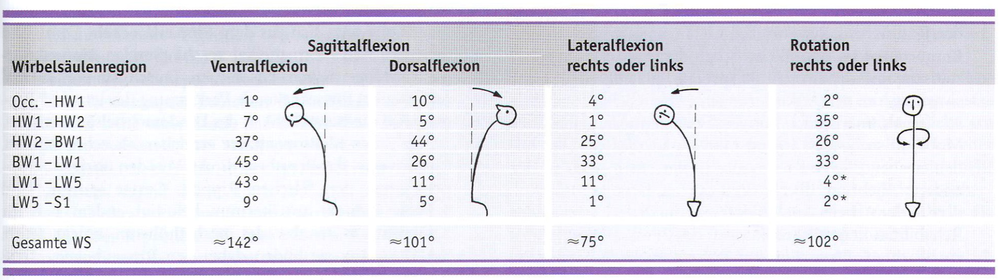 Sagittalflexion Lateralflexion Rotation
Wirbelsäulenregion Ventralflexion Dorsalflexion rechts oder links rechts oder links
Occ. – HW1 1° 10° 4° 2°
HW1 – HW2 7° 5° 1° 35°
HW2 – BW1 37° 44° 25° 26°
BW1 – LW1 45° 26° 33° 33°
LW1 – LW5 43° 11° 11° 4°*
LW5 – S1 9° 5° 1° 2°*
Gesamte WS ≈142° ≈101° ≈75° ≈102°